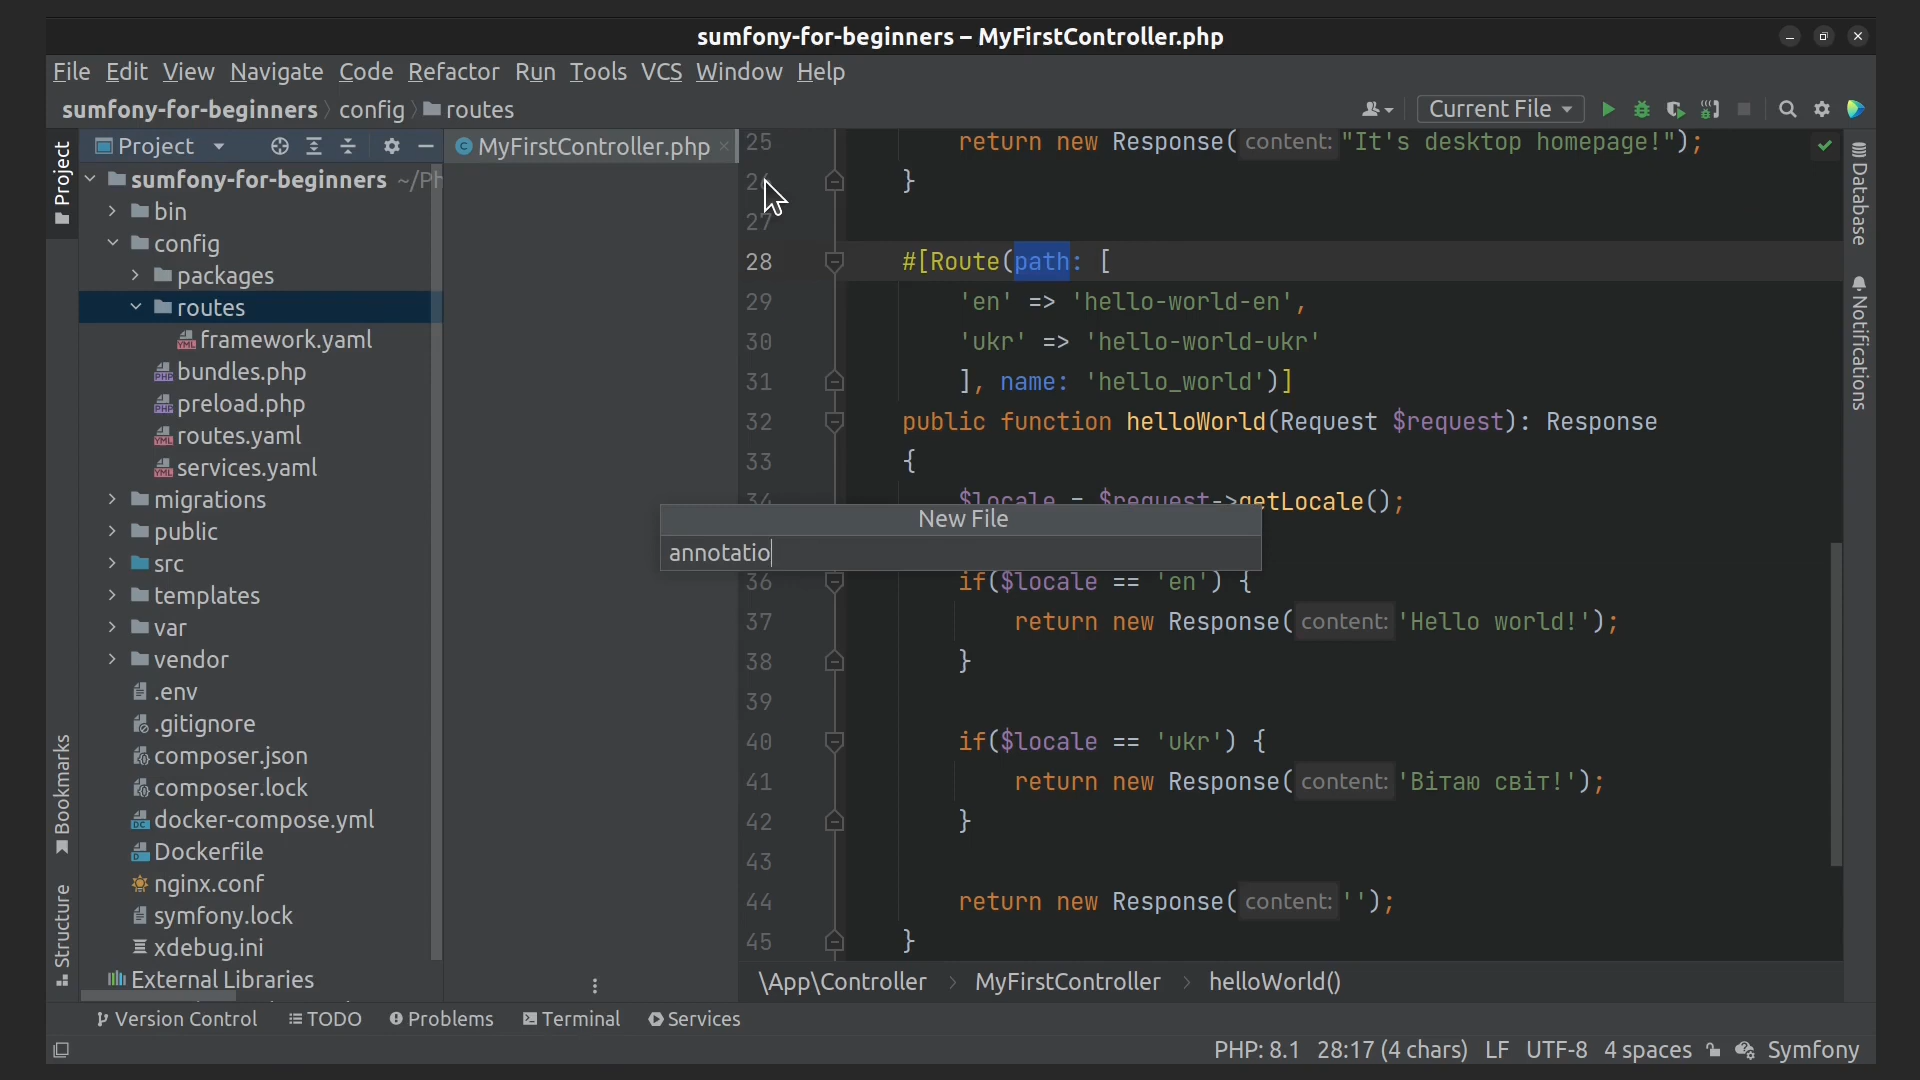 sumfony-for-beginners – MyFirstController.php
File Edit View Navigate Code Refactor Run Tools VCS Window Help
sumfony-for-beginners config routes
Current File
Project
MyFirstController.php
sumfony-for-beginners
bin
config
packages
routes
framework.yaml
bundles.php
preload.php
routes.yaml
services.yaml
migrations
public
src
templates
var
vendor
.env
.gitignore
composer.json
composer.lock
docker-compose.yml
Dockerfile
nginx.conf
symfony.lock
xdebug.ini
External Libraries
Project
Bookmarks
Structure
25 return new Response( content: "It's desktop homepage!");
26 }
27
28 #[Route(path: [
29 'en' => 'hello-world-en',
30 'ukr' => 'hello-world-ukr'
31 ], name: 'hello_world')]
32 public function helloWorld(Request $request): Response
33 {
34 $locale = $request->getLocale();
New File
annotatio
36 if($locale == 'en') {
37 return new Response( content: 'Hello world!');
38 }
39
40 if($locale == 'ukr') {
41 return new Response( content: 'Вітаю світ!');
42 }
43
44 return new Response( content: '');
45 }
\App\Controller MyFirstController helloWorld()
Database
Notifications
Version Control TODO Problems Terminal Services
PHP: 8.1 28:17 (4 chars) LF UTF-8 4 spaces Symfony